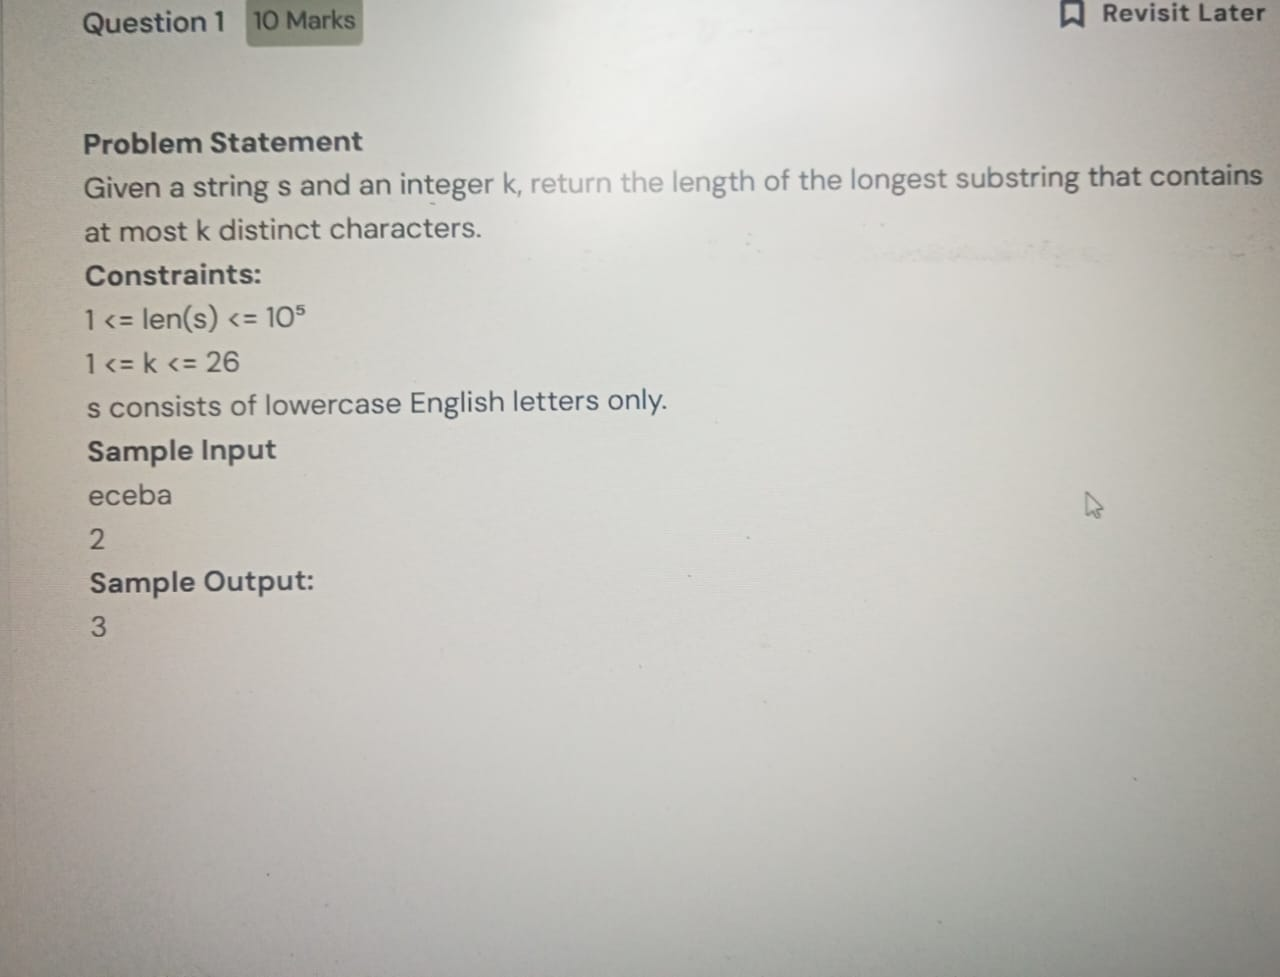 Question 1 10 Marks Revisit Later
Problem Statement
Given a string s and an integer k, return the length of the longest substring that contains
at most k distinct characters.
Constraints:
1 <= len(s) <= 10⁵
1 <= k <= 26
s consists of lowercase English letters only.
Sample Input
eceba
2
Sample Output:
3